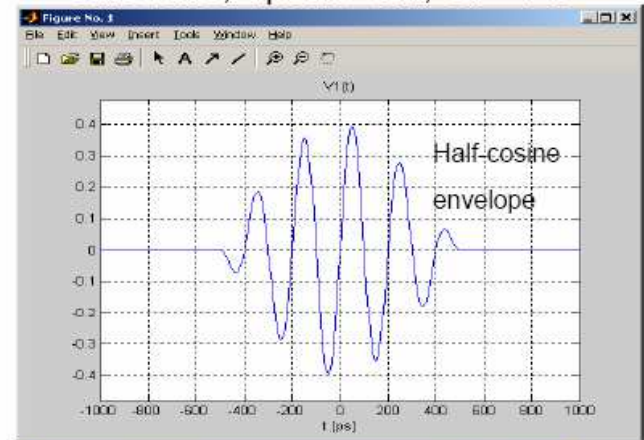 Figure No. 1
File Edit View Insert Tools Window Help
V1(t)
0.4
0.3
0.2
0.1
0
-0.1
-0.2
-0.3
-0.4
Half-cosine
envelope
-1000 -800 -600 -400 -200 0 200 400 600 800 1000
t [ps]